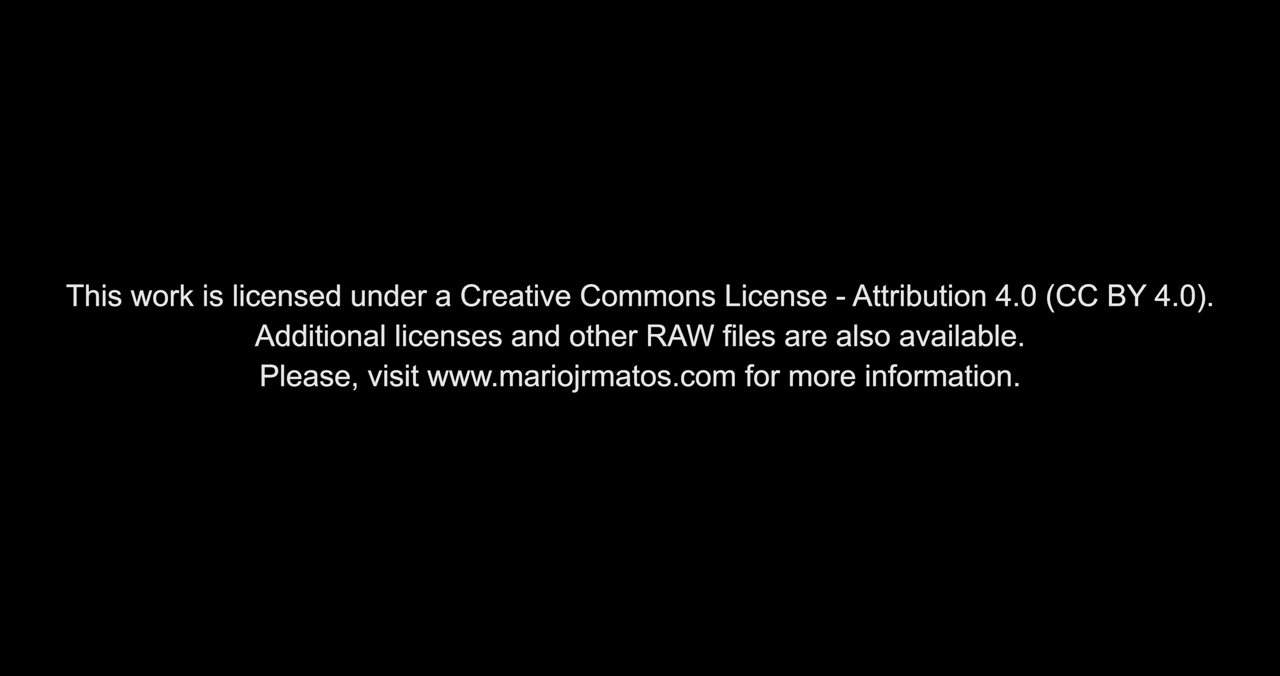 This work is licensed under a Creative Commons License - Attribution 4.0 (CC BY 4.0).
Additional licenses and other RAW files are also available.
Please, visit www.mariojrmatos.com for more information.